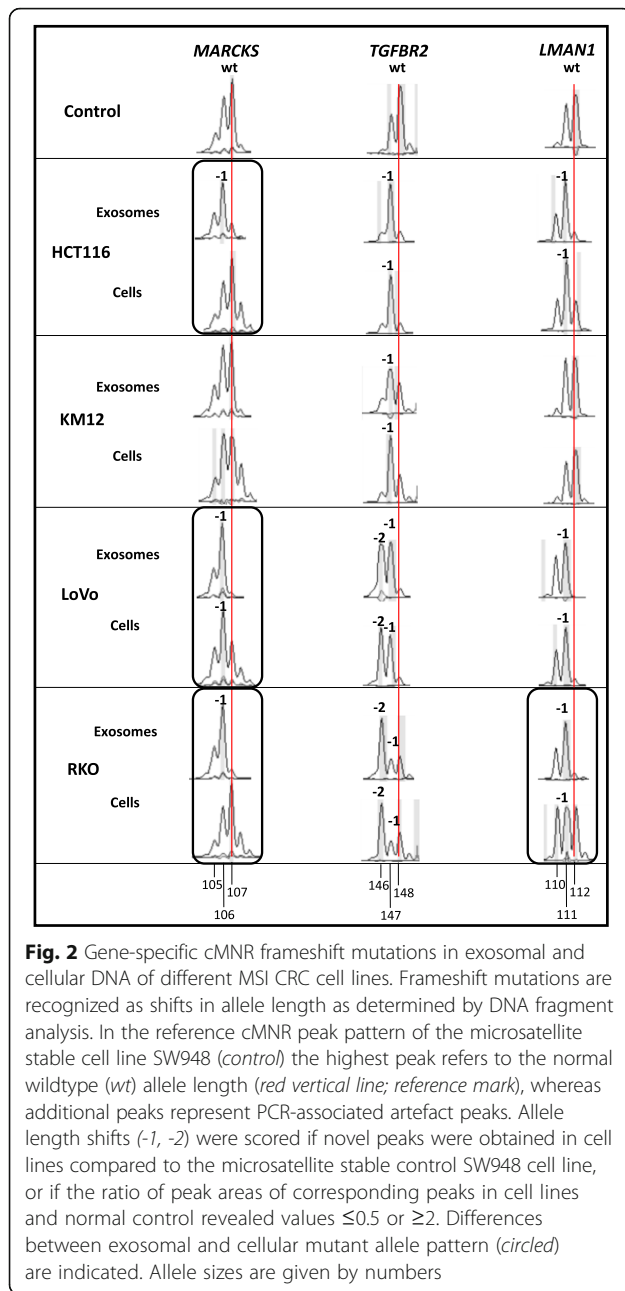 MARCKS TGFBR2 LMAN1
wt wt wt
Control
-1 -1 -1
Exosomes
HCT116
-1 -1
Cells
-1
Exosomes
KM12
-1
Cells
-1 -1 -1
-2
Exosomes
LoVo
-1 -2 -1 -1
Cells
-1 -2 -1
Exosomes
-1
RKO
-2 -1
Cells
-1
105 107 146 148 110 112
106 147 111
Fig. 2 Gene-specific cMNR frameshift mutations in exosomal and
cellular DNA of different MSI CRC cell lines. Frameshift mutations are
recognized as shifts in allele length as determined by DNA fragment
analysis. In the reference cMNR peak pattern of the microsatellite
stable cell line SW948 (control) the highest peak refers to the normal
wildtype (wt) allele length (red vertical line; reference mark), whereas
additional peaks represent PCR-associated artefact peaks. Allele
length shifts (-1, -2) were scored if novel peaks were obtained in cell
lines compared to the microsatellite stable control SW948 cell line,
or if the ratio of peak areas of corresponding peaks in cell lines
and normal control revealed values ≤0.5 or ≥2. Differences
between exosomal and cellular mutant allele pattern (circled)
are indicated. Allele sizes are given by numbers